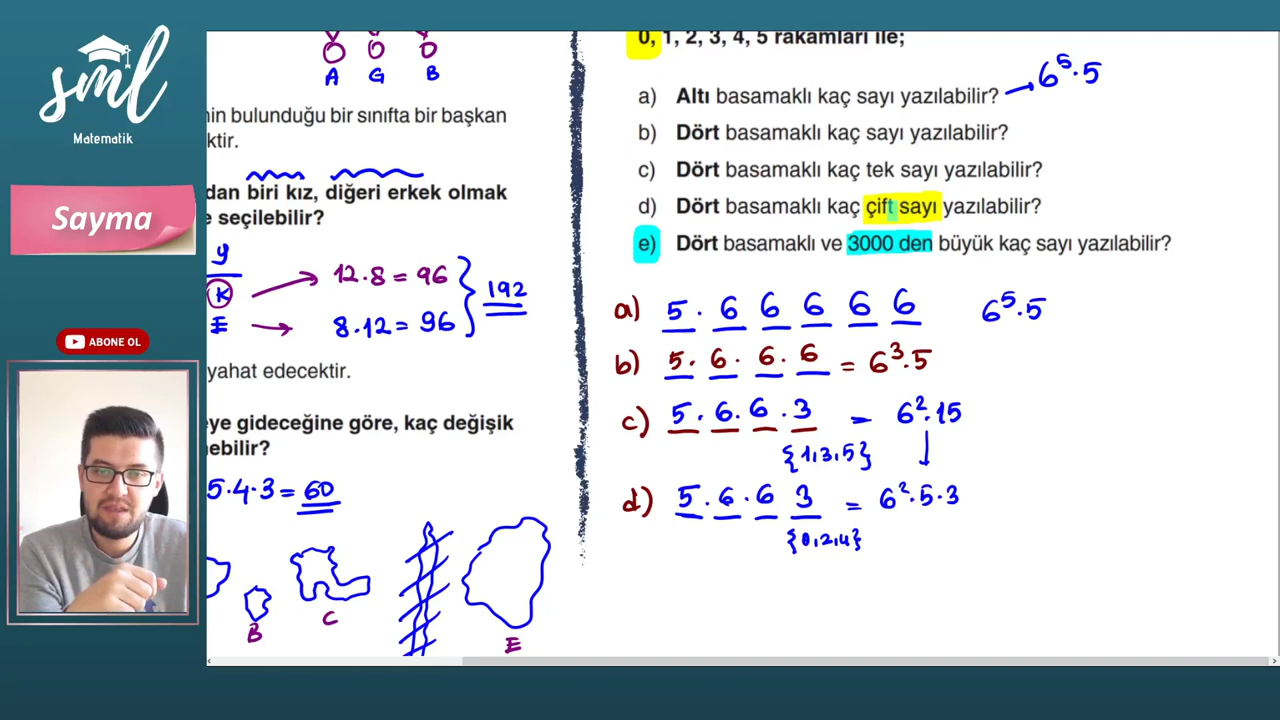 sml
Matematik
Sayma
ABONE OL
A G B
nin bulunduğu bir sınıfta bir başkan
ktir.
dan biri kız, diğeri erkek olmak
e seçilebilir?
y
K → 12.8 = 96
E → 8.12 = 96
192
yahat edecektir.
eye gideceğine göre, kaç değişik
nebilir?
5.4.3 = 60
B C E
0, 1, 2, 3, 4, 5 rakamları ile;
a) Altı basamaklı kaç sayı yazılabilir? → 6⁵.5
b) Dört basamaklı kaç sayı yazılabilir?
c) Dört basamaklı kaç tek sayı yazılabilir?
d) Dört basamaklı kaç çift sayı yazılabilir?
e) Dört basamaklı ve 3000 den büyük kaç sayı yazılabilir?
a) 5 . 6 6 6 6 6 6⁵.5
b) 5 . 6 . 6 . 6 = 6³.5
c) 5 . 6 . 6 . 3 = 6².15
{1,3,5}
d) 5 . 6 . 6 3 = 6².5.3
{0,2,4}